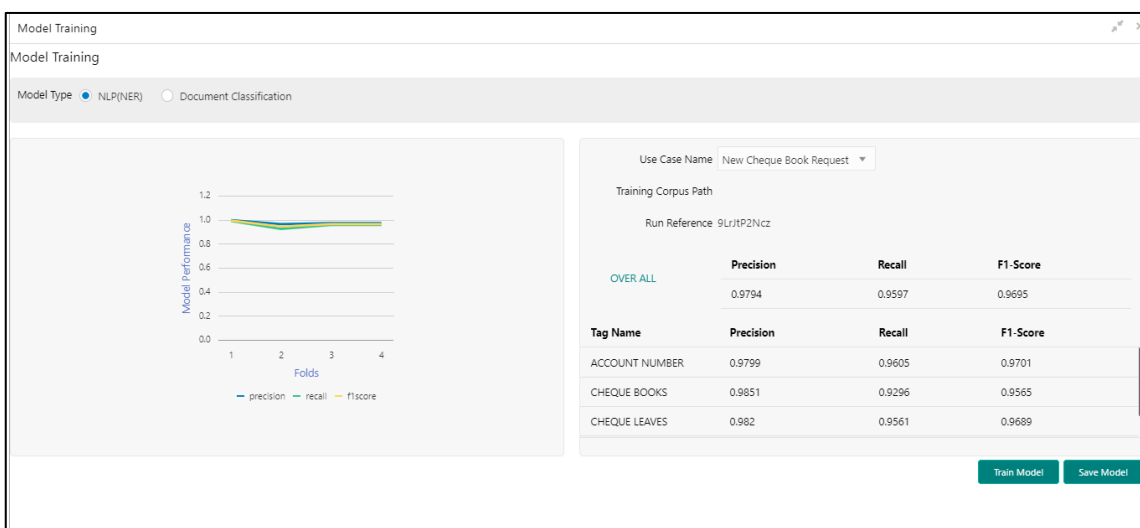 Model Training
Model Training
Model Type NLP(NER) Document Classification
1.2
1.0
0.8
0.6
0.4
0.2
0.0
Model Performance
1 2 3 4
Folds
precision recall f1score
Use Case Name New Cheque Book Request
Training Corpus Path
Run Reference 9LrJtP2Ncz
OVER ALL
Precision Recall F1-Score
0.9794 0.9597 0.9695
Tag Name Precision Recall F1-Score
ACCOUNT NUMBER 0.9799 0.9605 0.9701
CHEQUE BOOKS 0.9851 0.9296 0.9565
CHEQUE LEAVES 0.982 0.9561 0.9689
Train Model Save Model